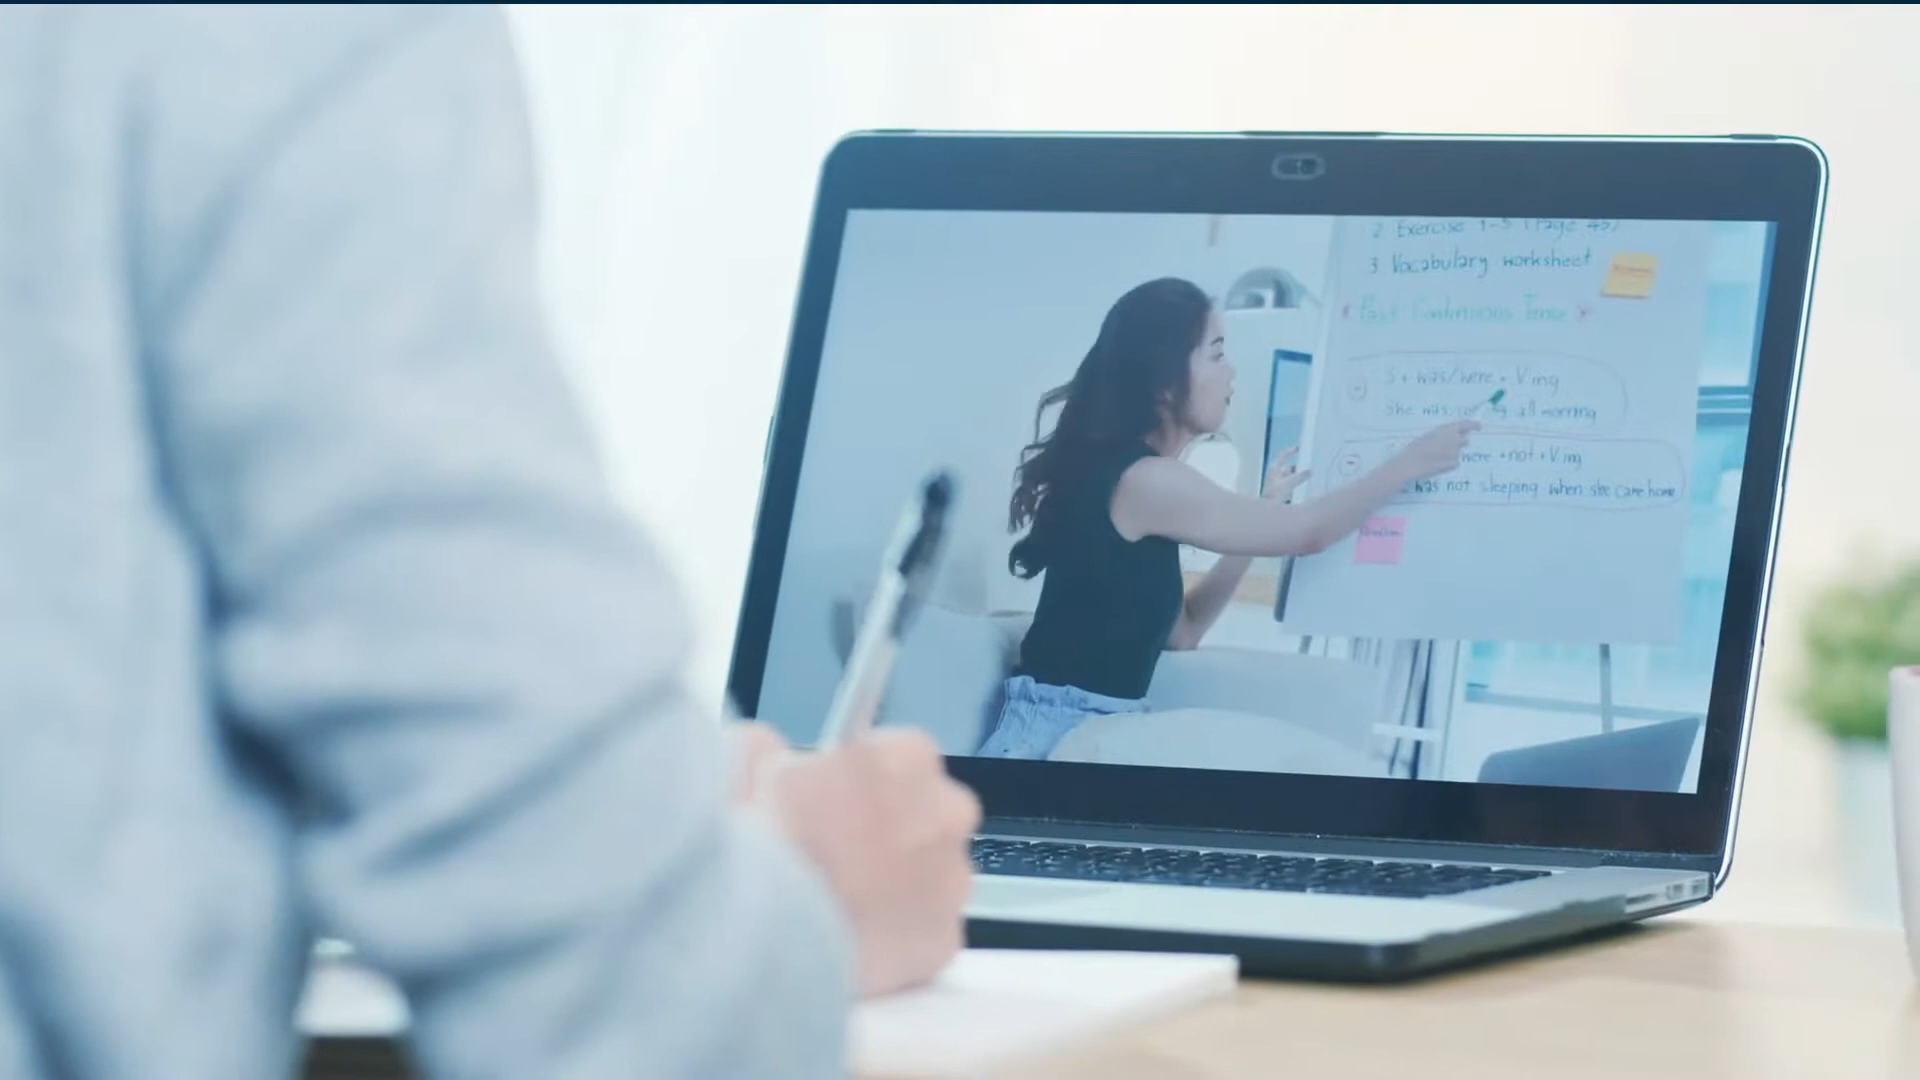 2 Exercise 1-5 (Page 45)
3 Vocabulary worksheet
Past Continuous Tense
S + was/were + Ving
She was all morning
were +not+V ing
was not sleeping when she came home